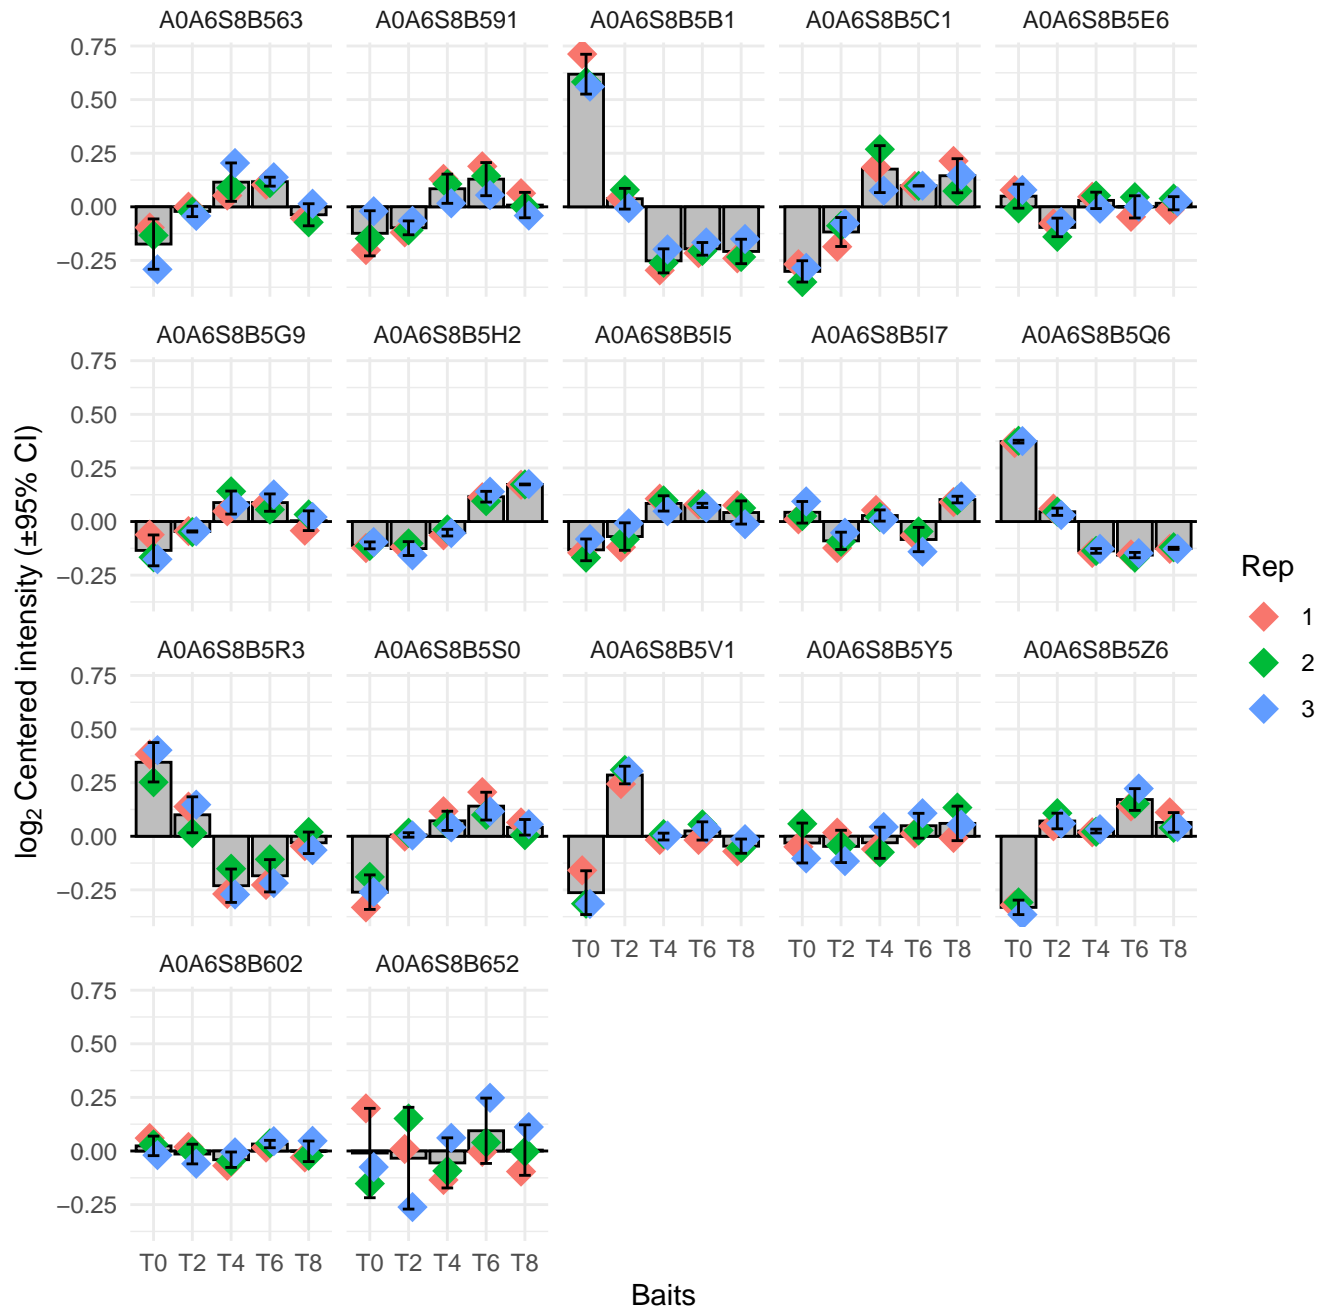 A0A6S8B563 A0A6S8B591 A0A6S8B5B1 A0A6S8B5C1 A0A6S8B5E6
0.75
0.50
0.25
0.00
−0.25
A0A6S8B5G9 A0A6S8B5H2 A0A6S8B5I5 A0A6S8B5I7 A0A6S8B5Q6
0.75
0.50
0.25
0.00
−0.25
A0A6S8B5R3 A0A6S8B5S0 A0A6S8B5V1 A0A6S8B5Y5 A0A6S8B5Z6
0.75
0.50
0.25
0.00
−0.25
T0 T2 T4 T6 T8 T0 T2 T4 T6 T8 T0 T2 T4 T6 T8
A0A6S8B602 A0A6S8B652
0.75
0.50
0.25
0.00
−0.25
T0 T2 T4 T6 T8 T0 T2 T4 T6 T8
Baits
log₂ Centered intensity (±95% CI)
Rep
1
2
3